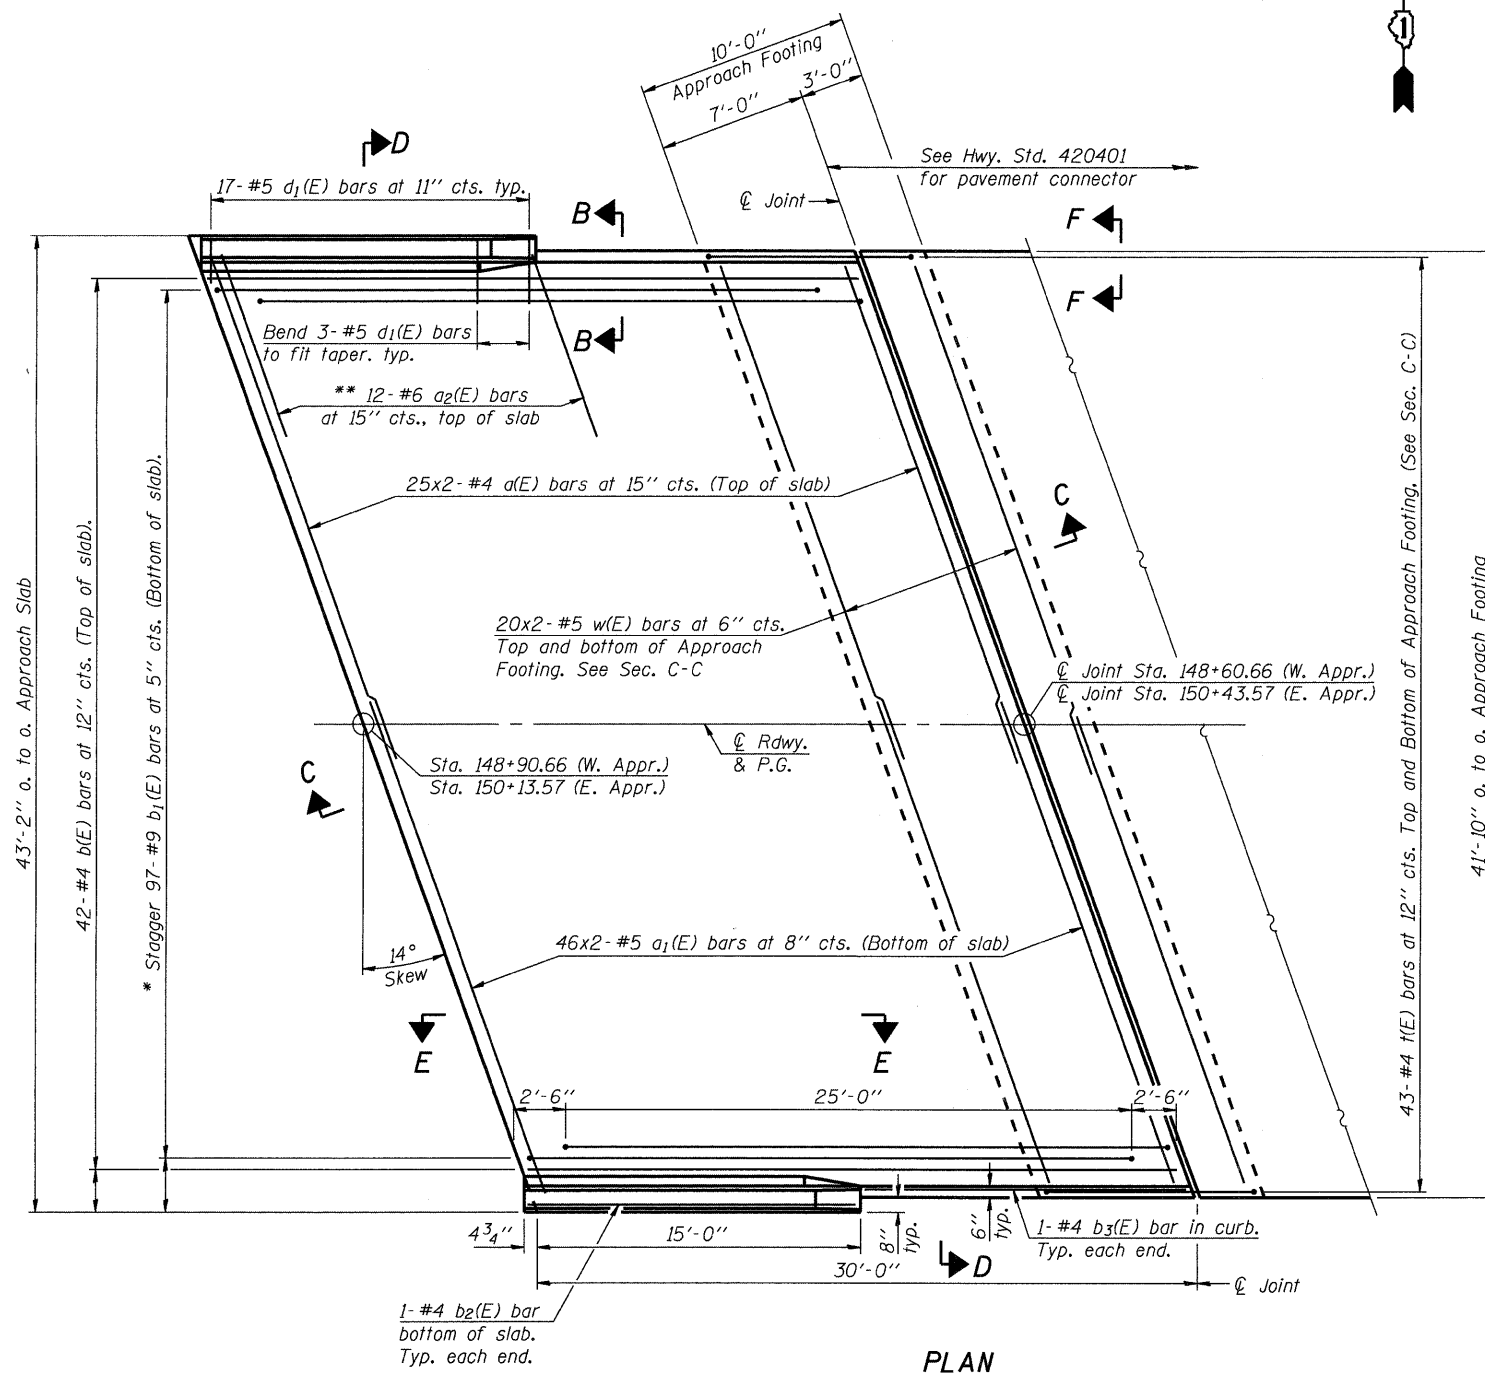 10'-0"
Approach Footing
3'-0"
7'-0"
D
See Hwy. Std. 420401
for pavement connector
17-#5 d1(E) bars at 11" cts. typ.
℄ Joint
B
F
F
Bend 3-#5 d1(E) bars
to fit taper. typ.
B
** 12-#6 a2(E) bars
at 15" cts., top of slab
25x2-#4 a(E) bars at 15" cts. (Top of slab)
C
20x2-#5 w(E) bars at 6" cts.
Top and bottom of Approach
Footing. See Sec. C-C
℄ Joint Sta. 148+60.66 (W. Appr.)
℄ Joint Sta. 150+43.57 (E. Appr.)
℄ Rdwy.
& P.G.
Sta. 148+90.66 (W. Appr.)
Sta. 150+13.57 (E. Appr.)
C
43'-2" o. to o. Approach Slab
42-#4 b(E) bars at 12" cts. (Top of slab).
* Stagger 97-#9 b1(E) bars at 5" cts. (Bottom of slab).
43-#4 t(E) bars at 12" cts. Top and Bottom of Approach Footing. (See Sec. C-C)
41'-10" o. to o. Approach Footing
46x2-#5 a1(E) bars at 8" cts. (Bottom of slab)
14°
Skew
E
E
2'-6"
25'-0"
2'-6"
4¾"
15'-0"
8"
typ.
6"
typ.
1-#4 b3(E) bar in curb.
Typ. each end.
D
30'-0"
℄ Joint
1-#4 b2(E) bar
bottom of slab.
Typ. each end.
PLAN